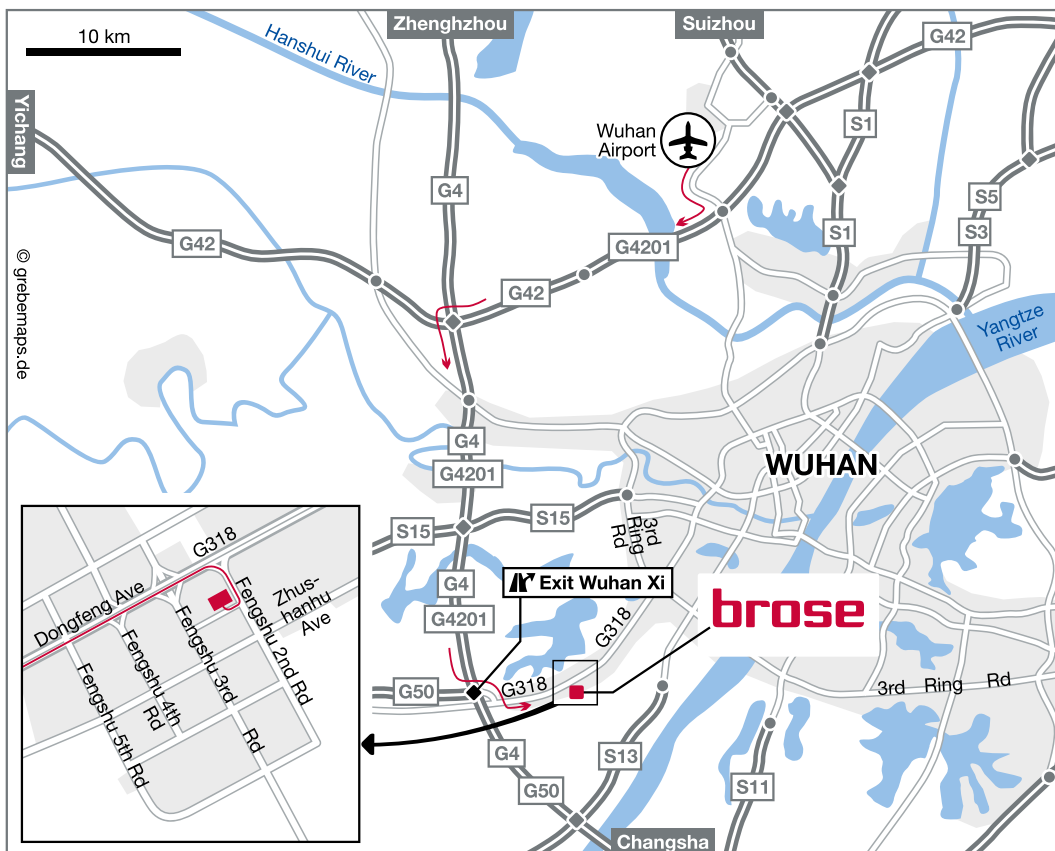 10 km
Zhenghzhou
Suizhou
G42
Hanshui River
Yichang
Wuhan
Airport
S1
G4
S5
G42
S1
S3
G4201
© grebemaps.de
G42
Yangtze
River
G4
WUHAN
G4201
S15
S15
3rd
Ring
Rd
G4
Exit Wuhan Xi
G4201
brose
G318
G50
G318
3rd Ring Rd
G4
S13
G50
S11
Changsha
G318
Dongfeng Ave
Zhus-
hanhu
Ave
Fengshu 2nd Rd
Fengshu 3rd Rd
Fengshu 4th
Rd
Fengshu 5th Rd